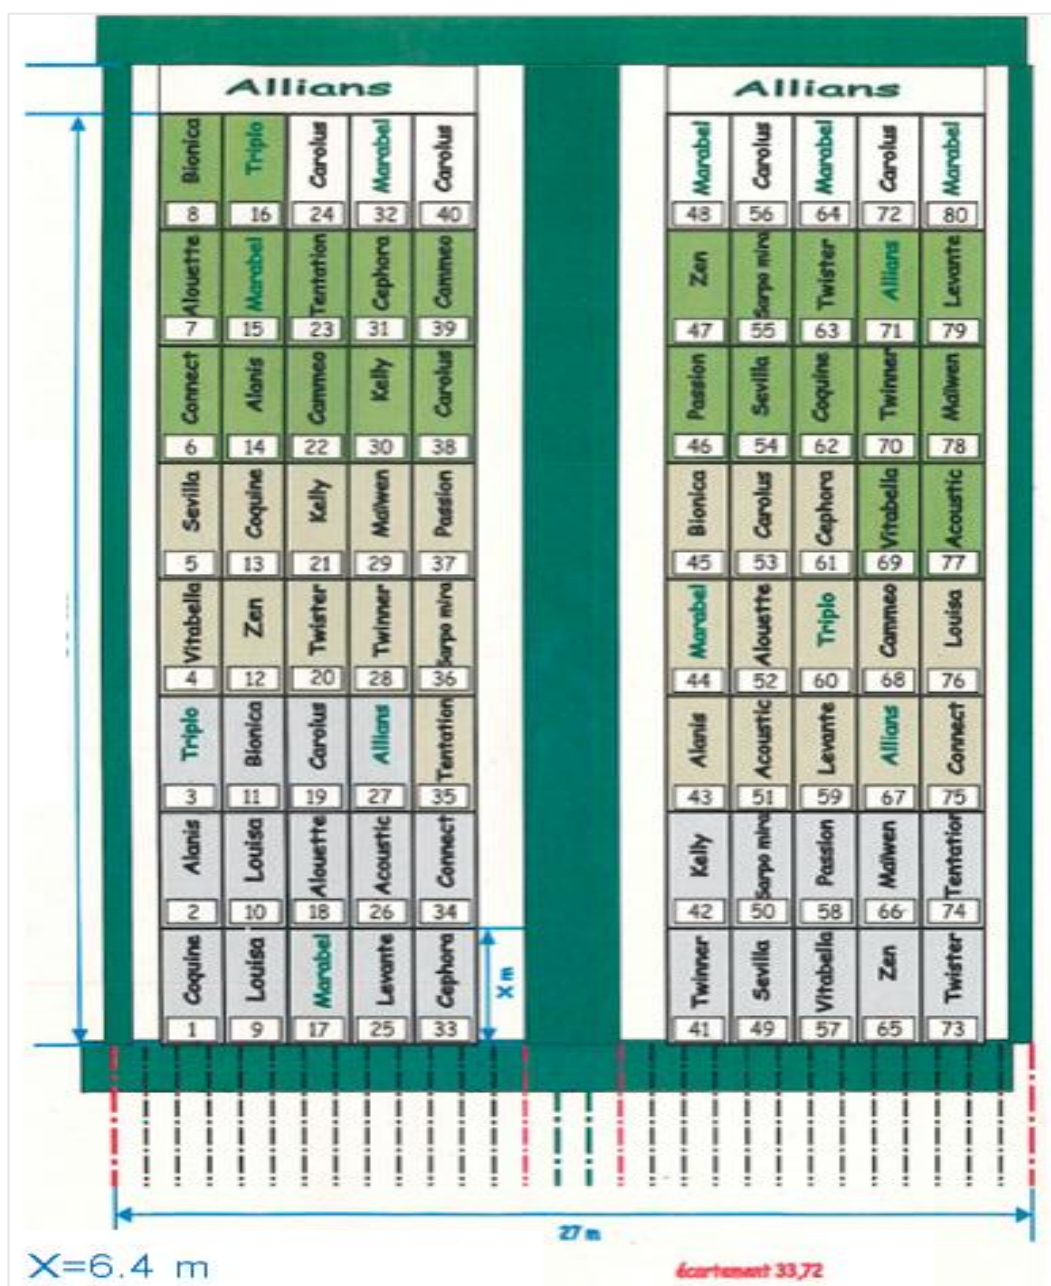 Allians Allians
Bionica Triplo Carolus Marabel Carolus Marabel Carolus Marabel Carolus Marabel
8 16 24 32 40 48 56 64 72 80
Alouette Marabel Tentation Cephora Cammeo Zen Sarpo mira Twister Allians Levante
7 15 23 31 39 47 55 63 71 79
Connect Alanis Cammeo Kelly Carolus Passion Sevilla Coquine Twinner Maïwen
6 14 22 30 38 46 54 62 70 78
Sevilla Coquine Kelly Maïwen Passion Bionica Carolus Cephora Vitabella Acoustic
5 13 21 29 37 45 53 61 69 77
Vitabella Zen Twister Twinner Sarpo mira Marabel Alouette Triplo Cammeo Louisa
4 12 20 28 36 44 52 60 68 76
Triplo Bionica Carolus Allians Tentation Alanis Acoustic Levante Allians Connect
3 11 19 27 35 43 51 59 67 75
Alanis Louisa Alouette Acoustic Connect Kelly Sarpo mira Passion Maïwen Tentation
2 10 18 26 34 42 50 58 66 74
Coquine Louisa Marabel Levante Cephora X m Twinner Sevilla Vitabella Zen Twister
1 9 17 25 33 41 49 57 65 73
27 m
X=6.4 m
écartement 33,72